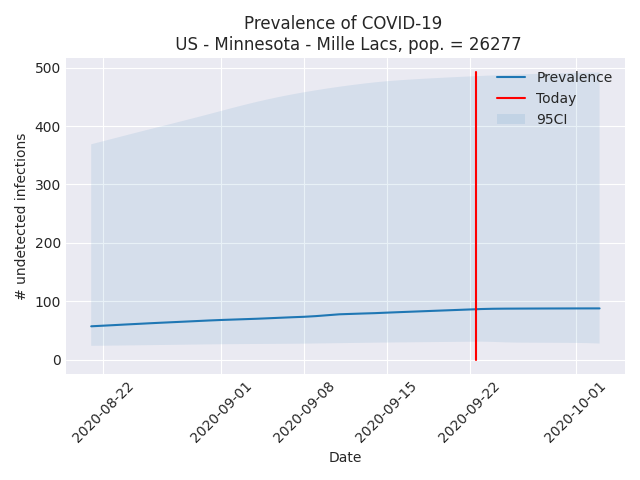 Prevalence of COVID-19
US - Minnesota - Mille Lacs, pop. = 26277
500
400
300
200
100
0
# undetected infections
Prevalence
Today
95CI
2020-08-22
2020-09-01
2020-09-08
2020-09-15
2020-09-22
2020-10-01
Date